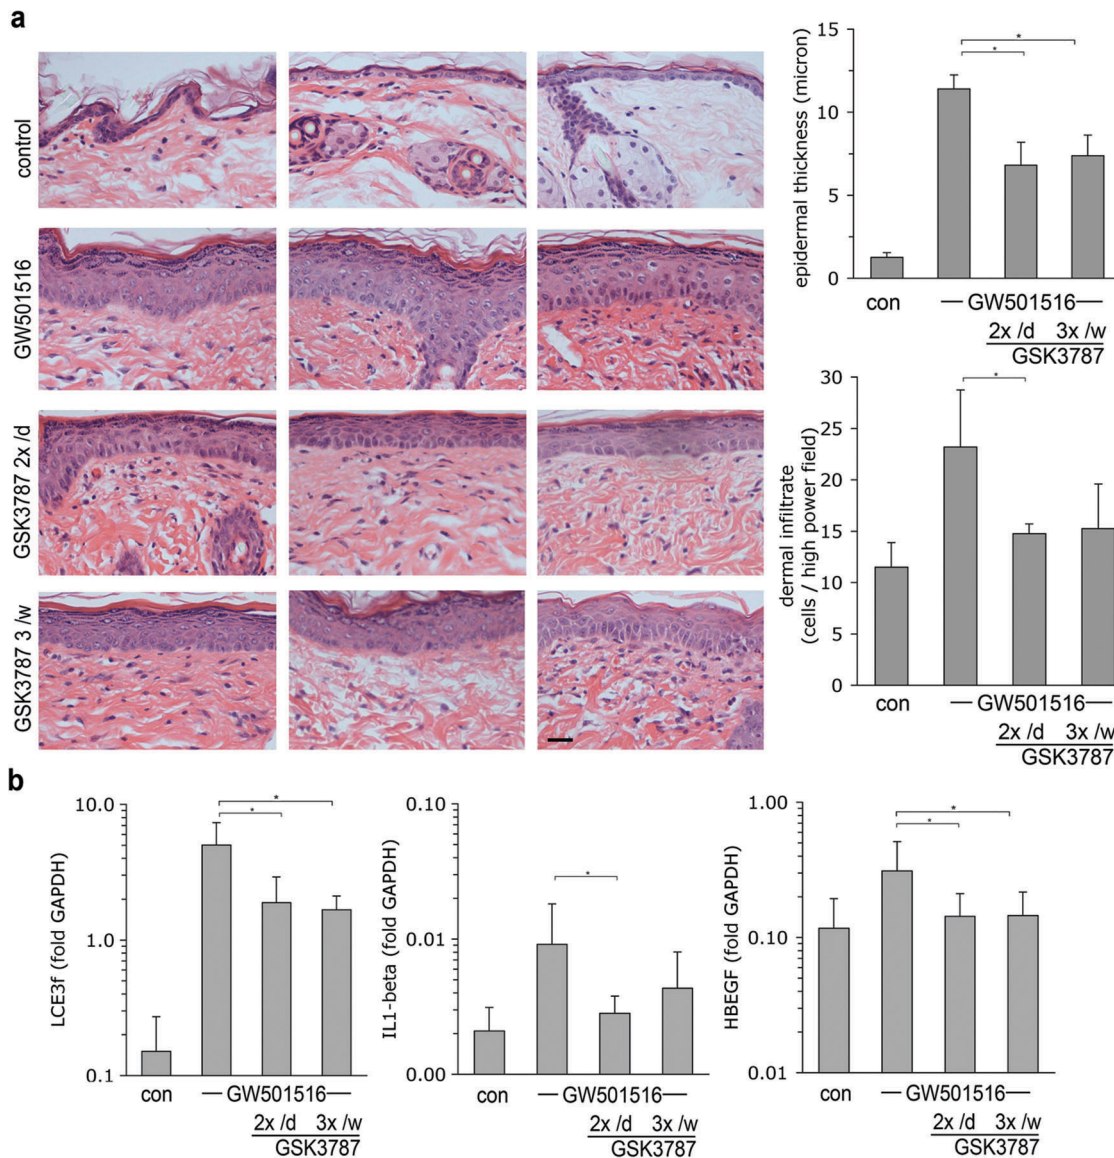 a
control
GW501516
GSK3787 2x /d
GSK3787 3 /w
epidermal thickness (micron)
15
10
5
0
*
*
con
GW501516
2x /d 3x /w
GSK3787
dermal infiltrate
(cells / high power field)
30
25
20
15
10
5
0
*
con
GW501516
2x /d 3x /w
GSK3787
b
LCE3f (fold GAPDH)
10.0
1.0
0.1
*
*
con
GW501516
2x /d 3x /w
GSK3787
IL1-beta (fold GAPDH)
0.10
0.01
0.00
*
con
GW501516
2x /d 3x /w
GSK3787
HBEGF (fold GAPDH)
1.00
0.10
0.01
*
*
con
GW501516
2x /d 3x /w
GSK3787